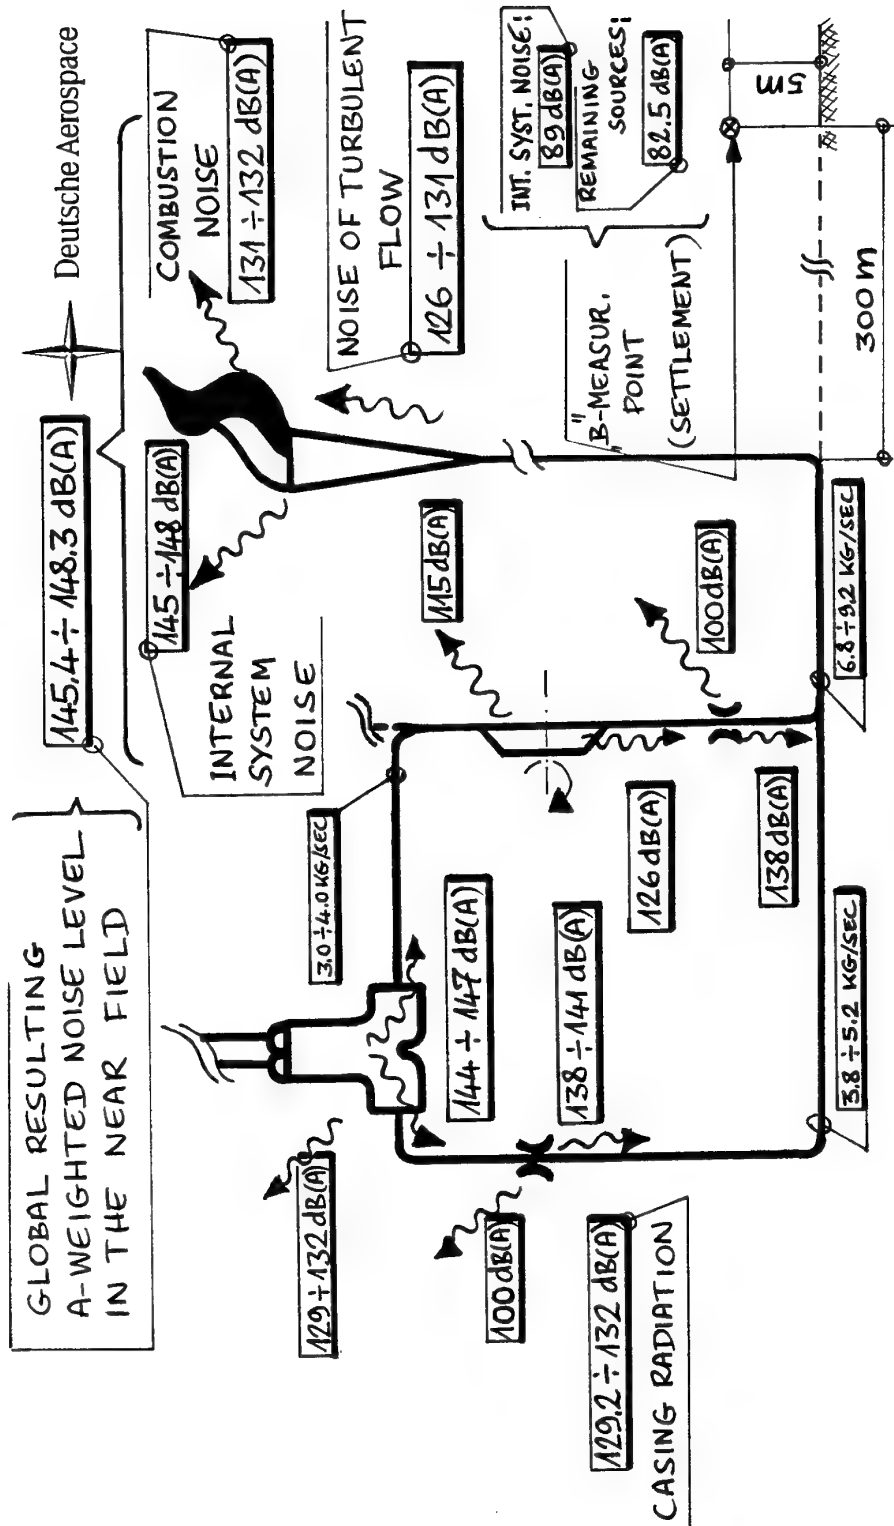 Deutsche Aerospace
GLOBAL RESULTING
A-WEIGHTED NOISE LEVEL
IN THE NEAR FIELD
145.4÷148.3 dB(A)
COMBUSTION
NOISE
131÷132 dB(A)
145÷148 dB(A)
INTERNAL
SYSTEM
NOISE
NOISE OF TURBULENT
FLOW
126÷131 dB(A)
3.0÷4.0 KG/SEC
129÷132 dB(A)
144÷147 dB(A)
115 dB(A)
100 dB(A)
138÷141 dB(A)
126 dB(A)
100 dB(A)
138 dB(A)
129.2÷132 dB(A)
CASING RADIATION
3.8÷5.2 KG/SEC
6.8÷9.2 KG/SEC
INT. SYST. NOISE:
89 dB(A)
REMAINING
SOURCES:
82.5 dB(A)
"B-MEASUR.
POINT
(SETTLEMENT)
5m
300m